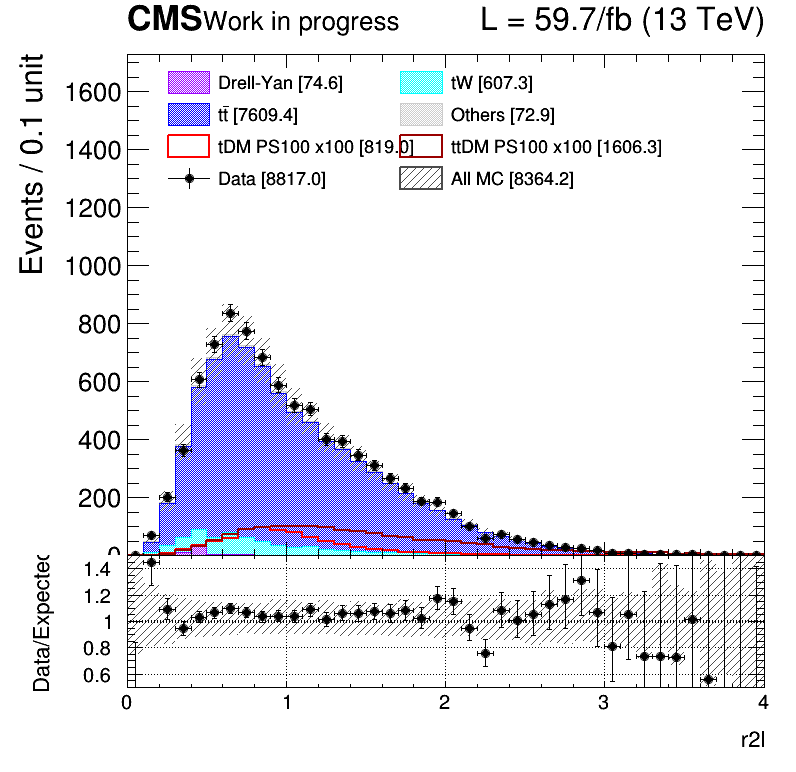 CMS Work in progress L = 59.7/fb (13 TeV)
Events / 0.1 unit
Drell-Yan [74.6] tW [607.3]
tt̄ [7609.4] Others [72.9]
tDM PS100 x100 [819.0] ttDM PS100 x100 [1606.3]
Data [8817.0] All MC [8364.2]
1600
1400
1200
1000
800
600
400
200
0
Data/Expected
1.4
1.2
1
0.8
0.6
0 1 2 3 4
r2l